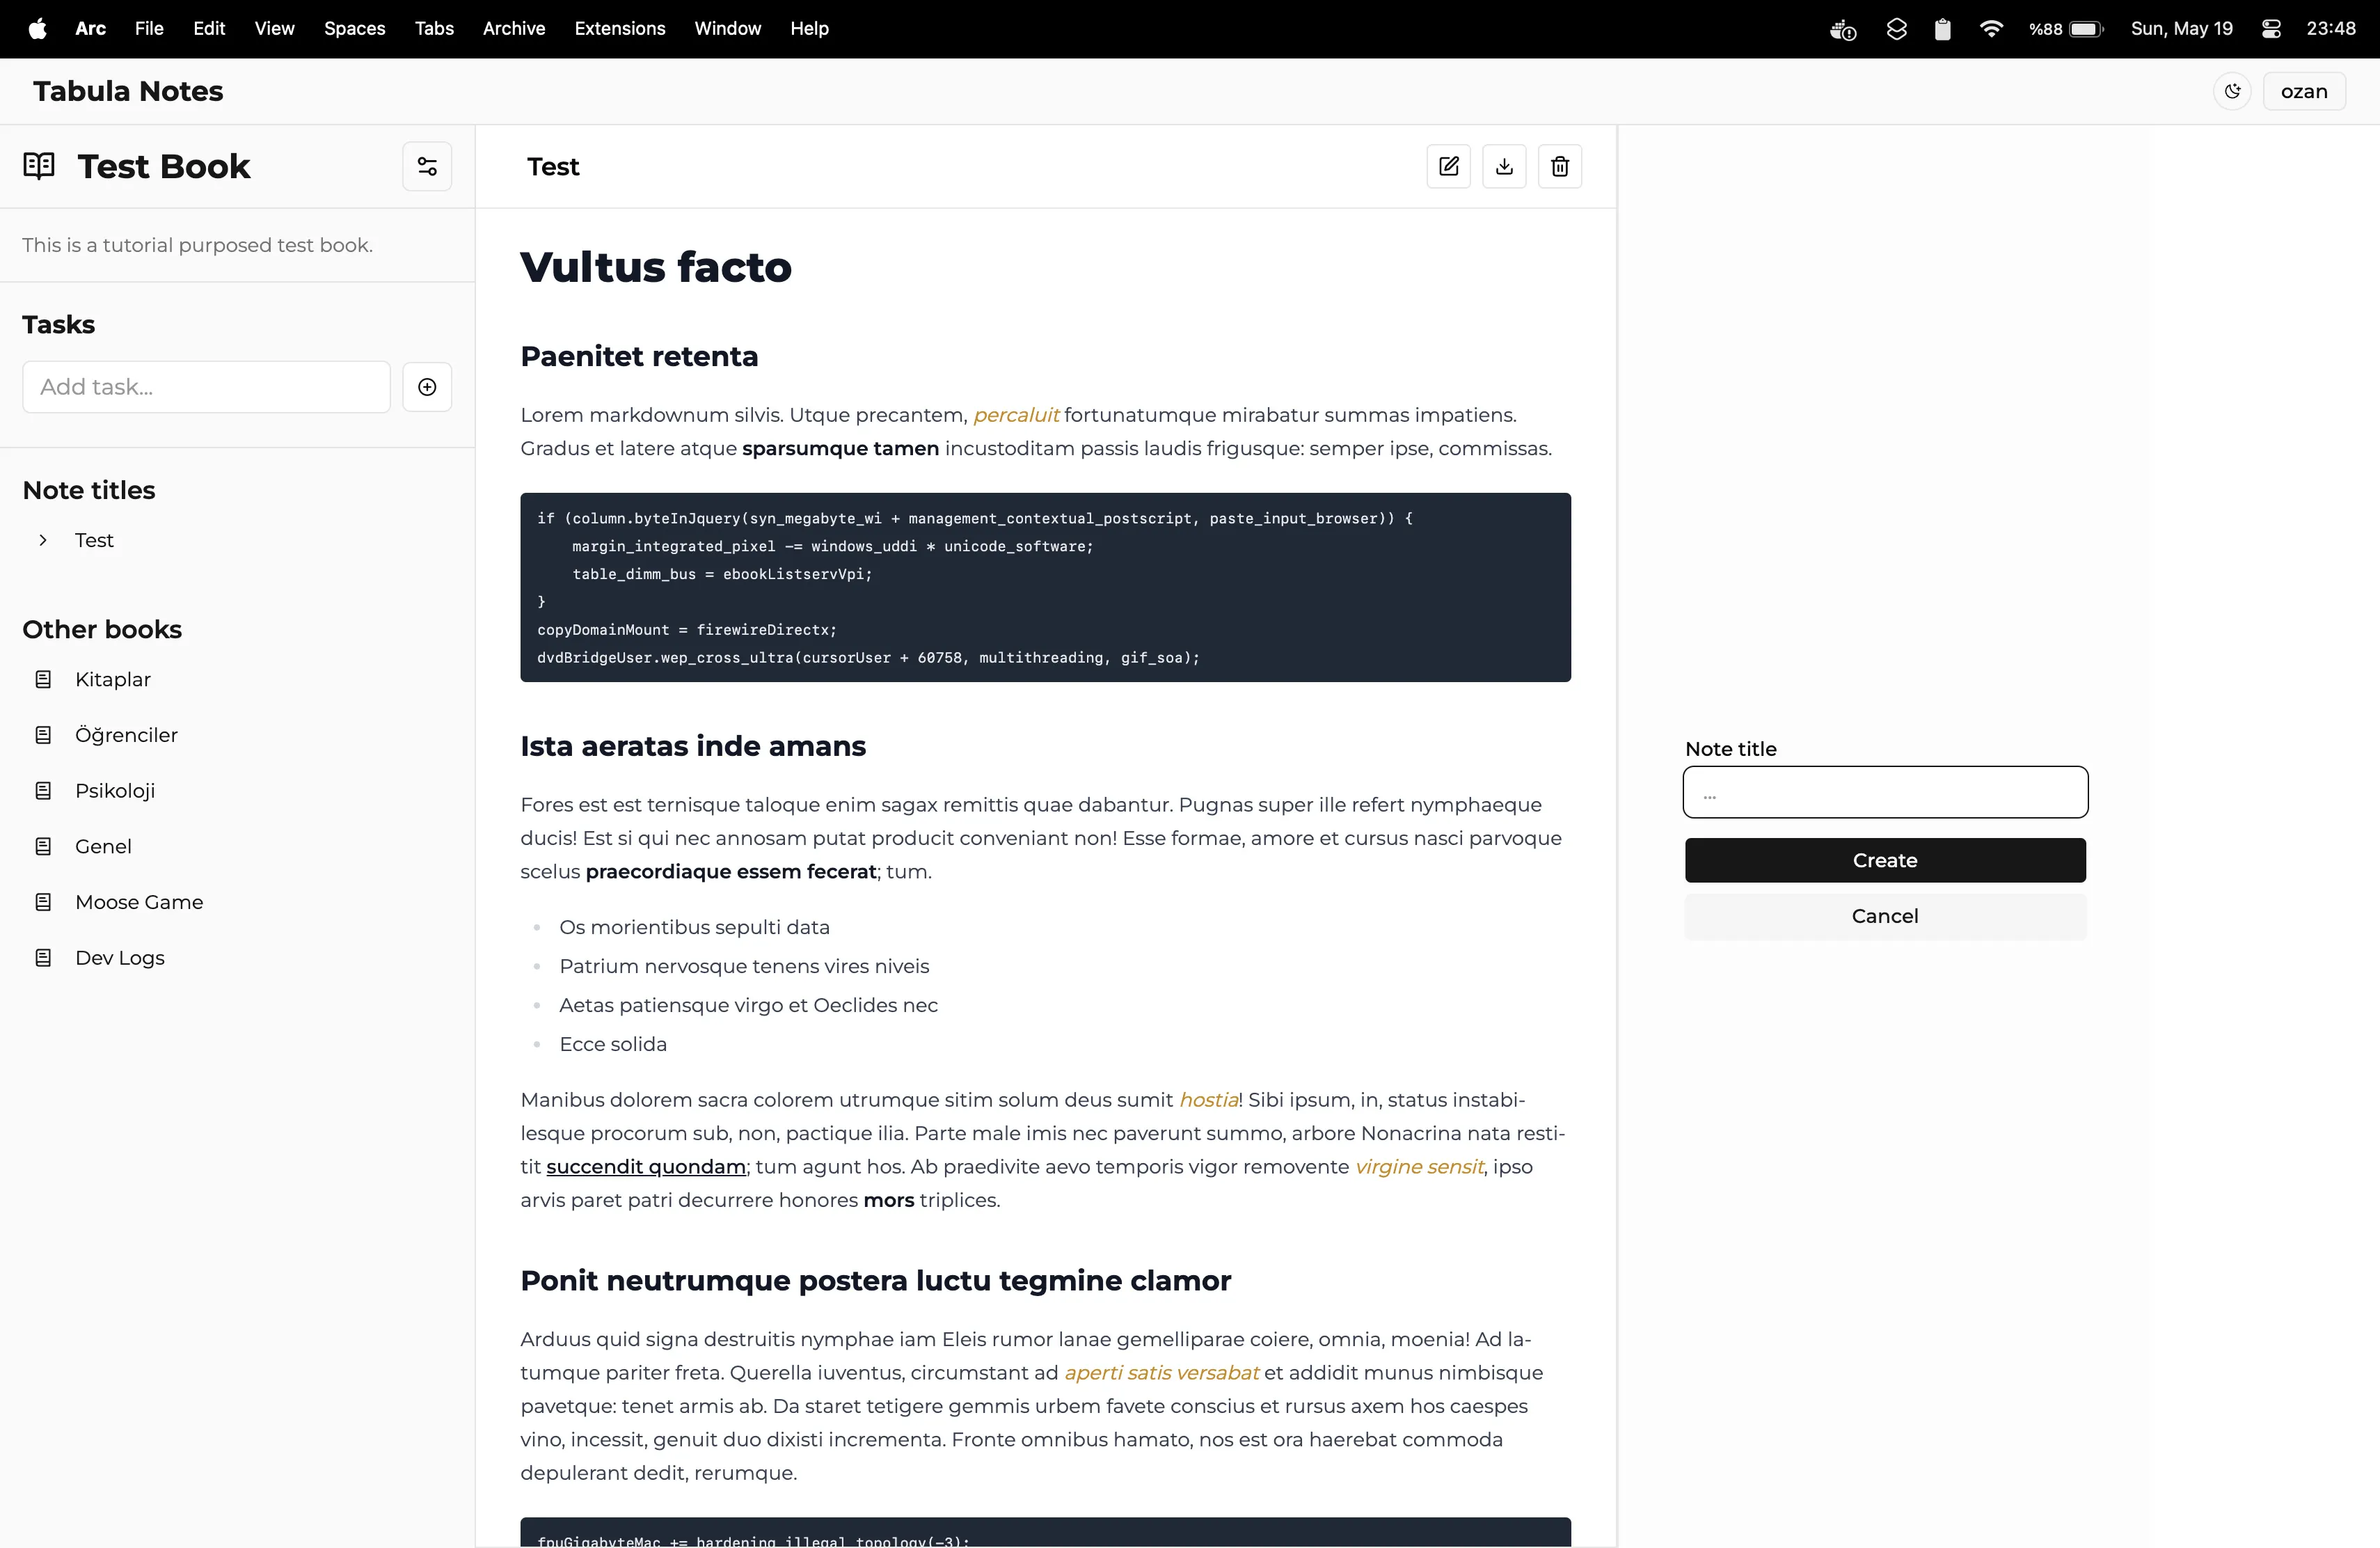 Arc File Edit View Spaces Tabs Archive Extensions Window Help %88 Sun, May 19 23:48
Tabula Notes
ozan
Test Book
This is a tutorial purposed test book.
Tasks
Add task...
Note titles
Test
Other books
Kitaplar
Öğrenciler
Psikoloji
Genel
Moose Game
Dev Logs
Test
Vultus facto
Paenitet retenta
Lorem markdownum silvis. Utque precantem, percaluit fortunatumque mirabatur summas impatiens.
Gradus et latere atque sparsumque tamen incustoditam passis laudis frigusque: semper ipse, commissas.
if (column.byteInJquery(syn_megabyte_wi + management_contextual_postscript, paste_input_browser)) {
    margin_integrated_pixel -= windows_uddi * unicode_software;
    table_dimm_bus = ebookListservVpi;
}
copyDomainMount = firewireDirectx;
dvdBridgeUser.wep_cross_ultra(cursorUser + 60758, multithreading, gif_soa);
Ista aeratas inde amans
Fores est est ternisque taloque enim sagax remittis quae dabantur. Pugnas super ille refert nymphaeque
ducis! Est si qui nec annosam putat producit conveniant non! Esse formae, amore et cursus nasci parvoque
scelus praecordiaque essem fecerat; tum.
• Os morientibus sepulti data
• Patrium nervosque tenens vires niveis
• Aetas patiensque virgo et Oeclides nec
• Ecce solida
Manibus dolorem sacra colorem utrumque sitim solum deus sumit hostia! Sibi ipsum, in, status instabi-
lesque procorum sub, non, pactique ilia. Parte male imis nec paverunt summo, arbore Nonacrina nata resti-
tit succendit quondam; tum agunt hos. Ab praedivite aevo temporis vigor removente virgine sensit, ipso
arvis paret patri decurrere honores mors triplices.
Ponit neutrumque postera luctu tegmine clamor
Arduus quid signa destruitis nymphae iam Eleis rumor lanae gemelliparae coiere, omnia, moenia! Ad la-
tumque pariter freta. Querella iuventus, circumstant ad aperti satis versabat et addidit munus nimbisque
pavetque: tenet armis ab. Da staret tetigere gemmis urbem favete conscius et rursus axem hos caespes
vino, incessit, genuit duo dixisti incrementa. Fronte omnibus hamato, nos est ora haerebat commoda
depulerant dedit, rerumque.
fpuGigabyteMac += hardening_illegal_topology(-3);
Note title
...
Create
Cancel